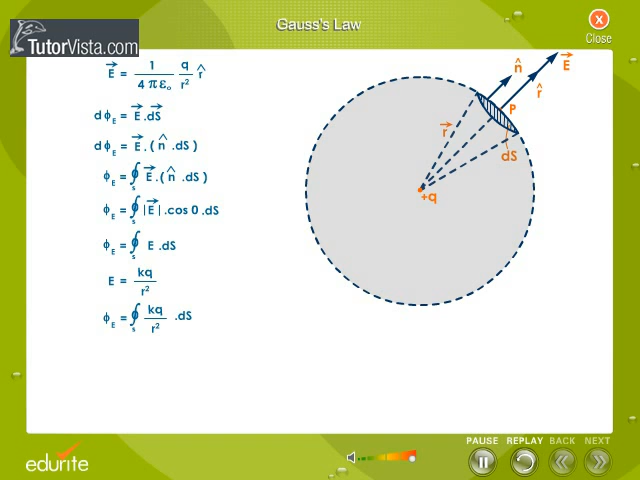 Gauss's Law
TutorVista.com
Close
E⃗ = 1/(4πε₀) q/r² r̂
dϕ_E = E⃗.dS⃗
dϕ_E = E⃗.(n̂.dS)
ϕ_E = ∮_s E⃗.(n̂.dS)
ϕ_E = ∮_s |E⃗|.cos 0.dS
ϕ_E = ∮_s E.dS
E = kq/r²
ϕ_E = ∮_s kq/r² .dS
n̂
E⃗
r̂
P
r⃗
dS
+q
PAUSE REPLAY BACK NEXT
edurite